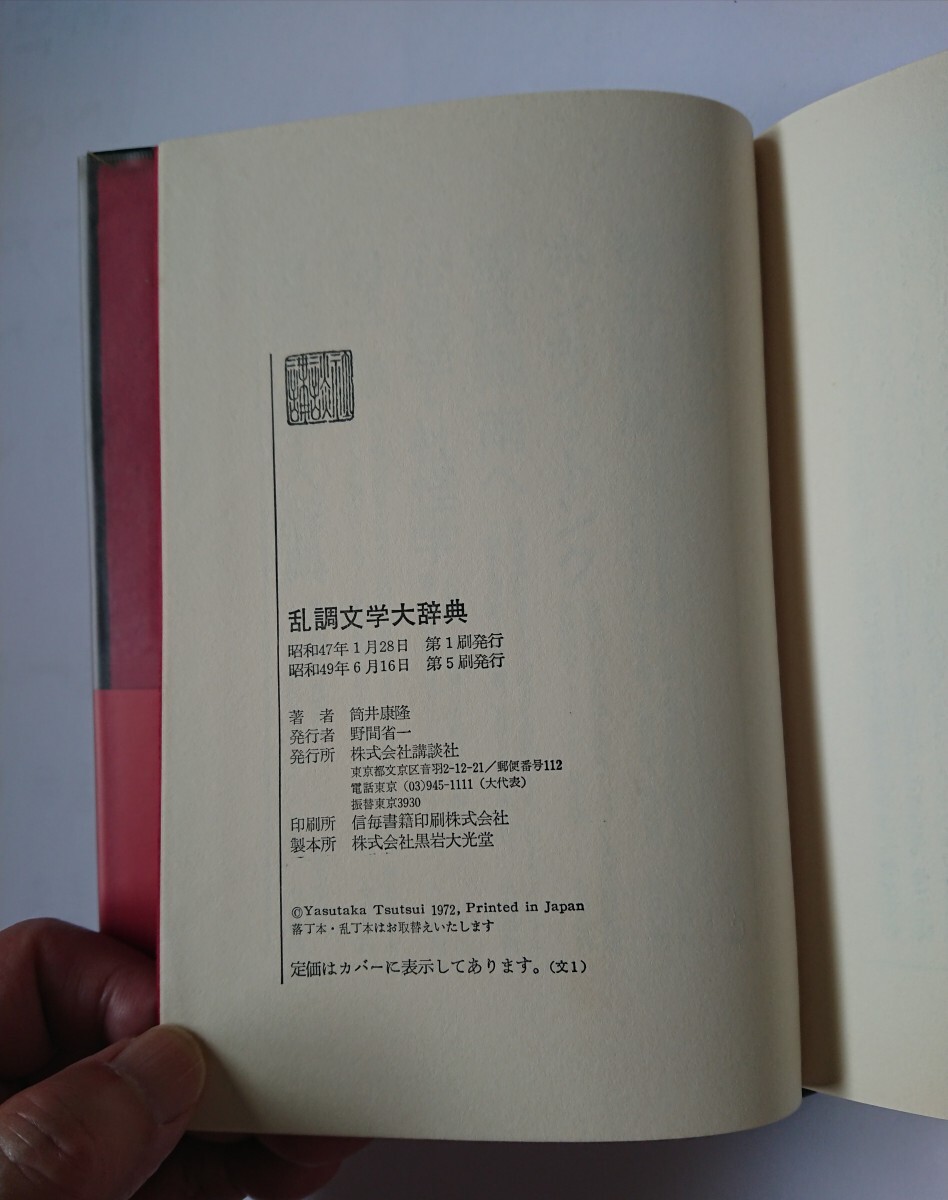 講談社
乱調文学大辞典
昭和47年1月28日 第1刷発行
昭和49年6月16日 第5刷発行
著 者 筒井康隆
発行者 野間省一
発行所 株式会社講談社
東京都文京区音羽2-12-21／郵便番号112
電話東京 (03)945-1111 (大代表)
振替東京3930
印刷所 信毎書籍印刷株式会社
製本所 株式会社黒岩大光堂
©Yasutaka Tsutsui 1972, Printed in Japan
落丁本・乱丁本はお取替えいたします
定価はカバーに表示してあります。(文1)